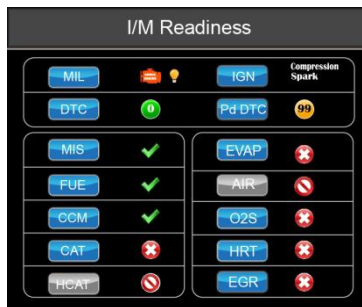 I/M Readiness
MIL
IGN
Compression
Spark
DTC
0
Pd DTC
99
MIS
EVAP
FUE
AIR
CCM
O2S
CAT
HRT
HCAT
EGR